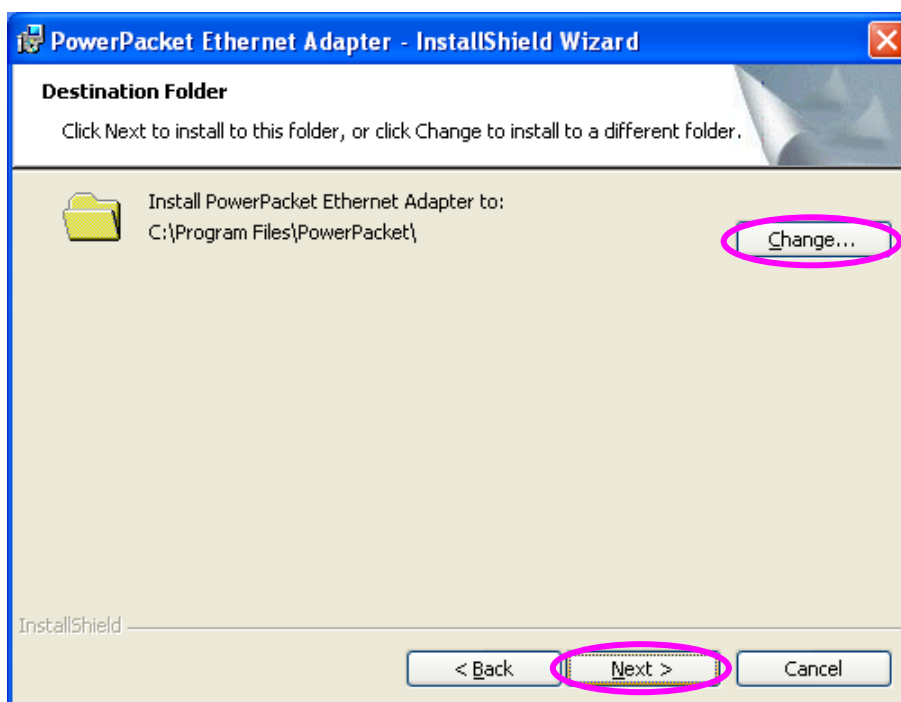 PowerPacket Ethernet Adapter - InstallShield Wizard
Destination Folder
Click Next to install to this folder, or click Change to install to a different folder.
Install PowerPacket Ethernet Adapter to:
C:\Program Files\PowerPacket\
Change...
InstallShield
< Back
Next >
Cancel